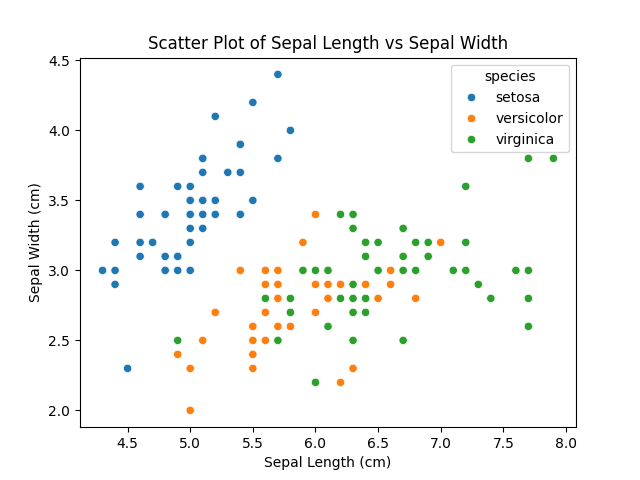 Scatter Plot of Sepal Length vs Sepal Width
species
setosa
versicolor
virginica
Sepal Width (cm)
4.5
4.0
3.5
3.0
2.5
2.0
4.5 5.0 5.5 6.0 6.5 7.0 7.5 8.0
Sepal Length (cm)